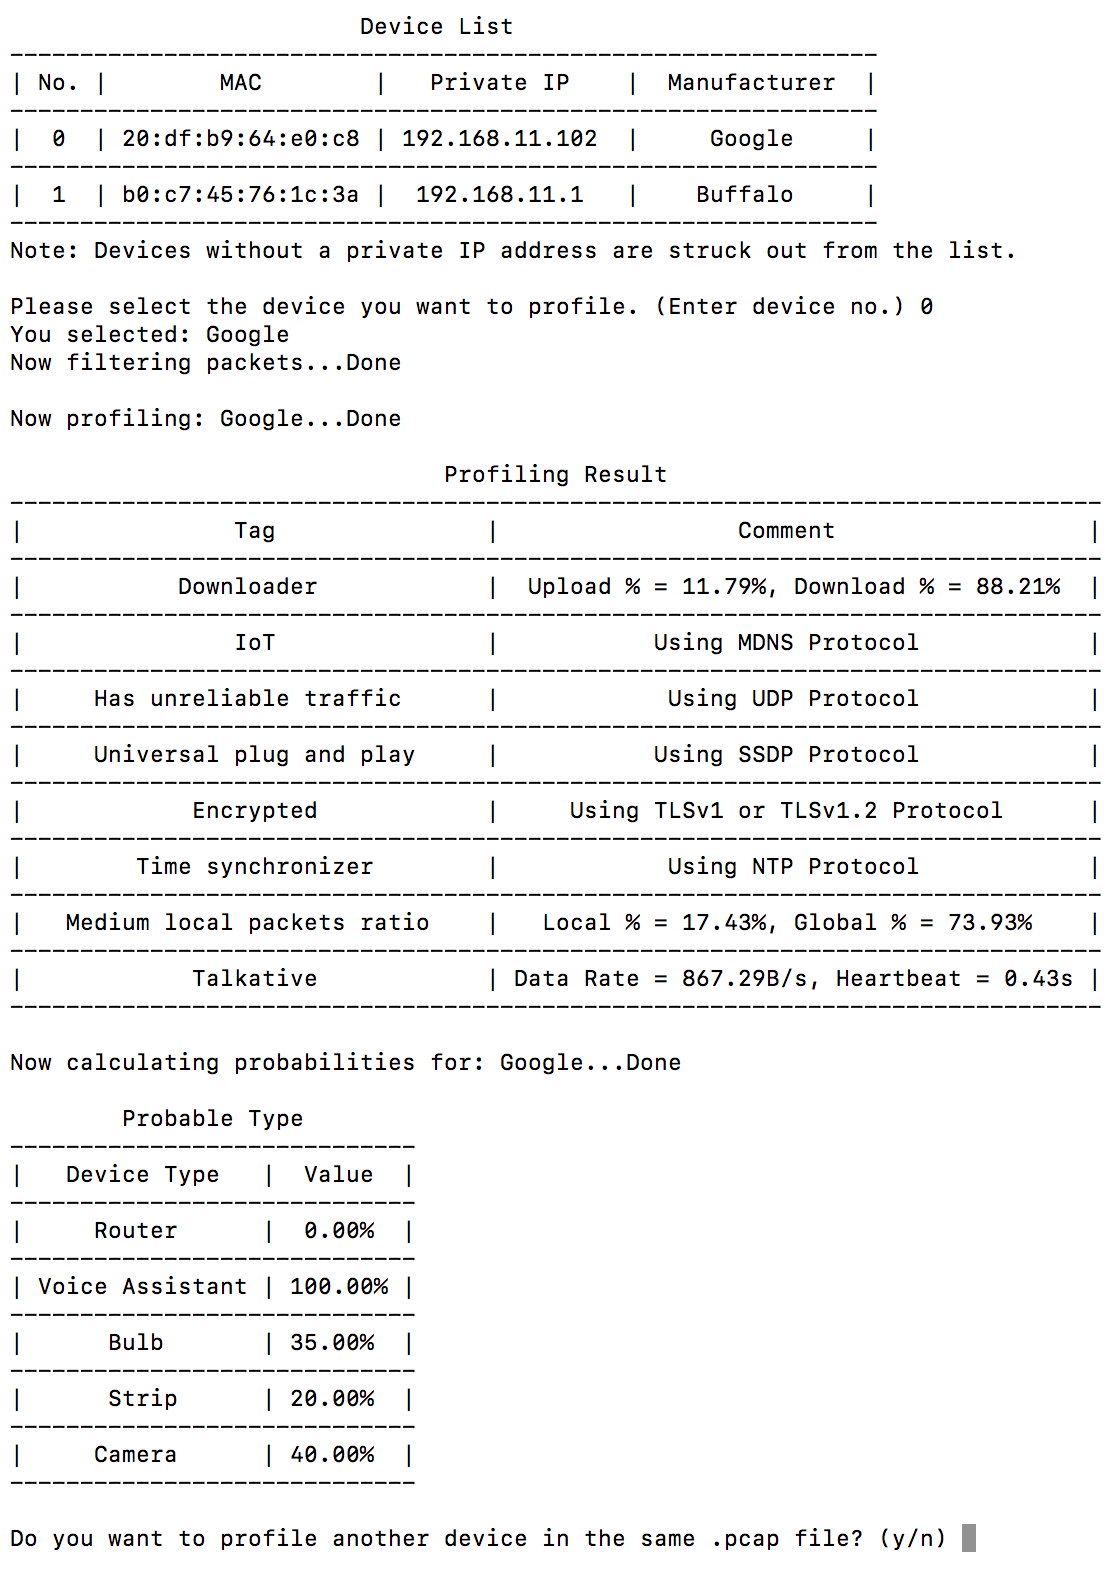 Device List
| No. | MAC | Private IP | Manufacturer |
| 0 | 20:df:b9:64:e0:c8 | 192.168.11.102 | Google |
| 1 | b0:c7:45:76:1c:3a | 192.168.11.1 | Buffalo |
Note: Devices without a private IP address are struck out from the list.
Please select the device you want to profile. (Enter device no.) 0
You selected: Google
Now filtering packets...Done
Now profiling: Google...Done
Profiling Result
| Tag | Comment |
| Downloader | Upload % = 11.79%, Download % = 88.21% |
| IoT | Using MDNS Protocol |
| Has unreliable traffic | Using UDP Protocol |
| Universal plug and play | Using SSDP Protocol |
| Encrypted | Using TLSv1 or TLSv1.2 Protocol |
| Time synchronizer | Using NTP Protocol |
| Medium local packets ratio | Local % = 17.43%, Global % = 73.93% |
| Talkative | Data Rate = 867.29B/s, Heartbeat = 0.43s |
Now calculating probabilities for: Google...Done
Probable Type
| Device Type | Value |
| Router | 0.00% |
| Voice Assistant | 100.00% |
| Bulb | 35.00% |
| Strip | 20.00% |
| Camera | 40.00% |
Do you want to profile another device in the same .pcap file? (y/n)